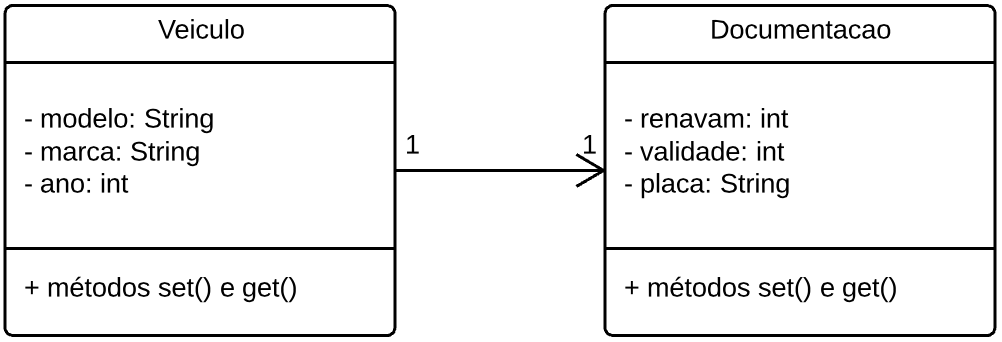 Veiculo
- modelo: String
- marca: String
- ano: int
+ métodos set() e get()
1
1
Documentacao
- renavam: int
- validade: int
- placa: String
+ métodos set() e get()